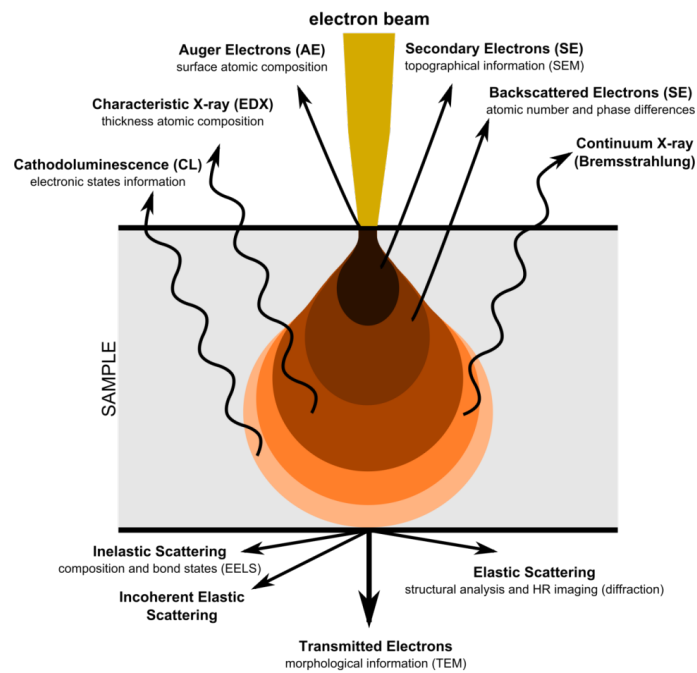 electron beam
Auger Electrons (AE)
surface atomic composition
Secondary Electrons (SE)
topographical information (SEM)
Characteristic X-ray (EDX)
thickness atomic composition
Backscattered Electrons (SE)
atomic number and phase differences
Cathodoluminescence (CL)
electronic states information
Continuum X-ray
(Bremsstrahlung)
SAMPLE
Inelastic Scattering
composition and bond states (EELS)
Incoherent Elastic
Scattering
Elastic Scattering
structural analysis and HR imaging (diffraction)
Transmitted Electrons
morphological information (TEM)